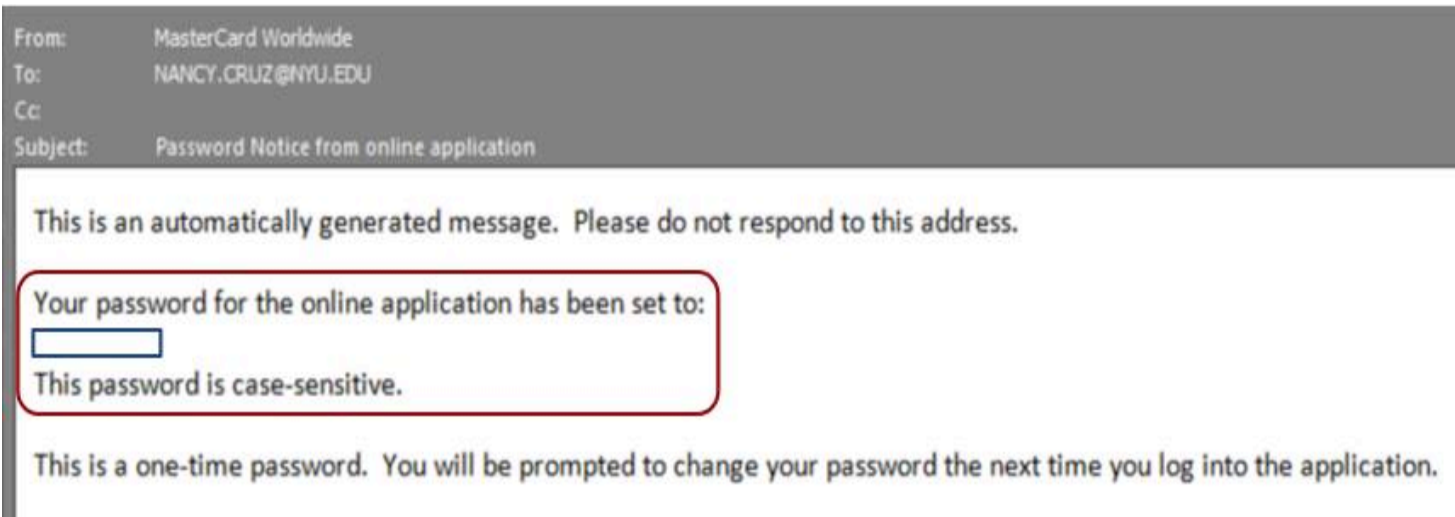 From: MasterCard Worldwide
To: NANCY.CRUZ@NYU.EDU
Cc:
Subject: Password Notice from online application
This is an automatically generated message. Please do not respond to this address.
Your password for the online application has been set to:
This password is case-sensitive.
This is a one-time password. You will be prompted to change your password the next time you log into the application.